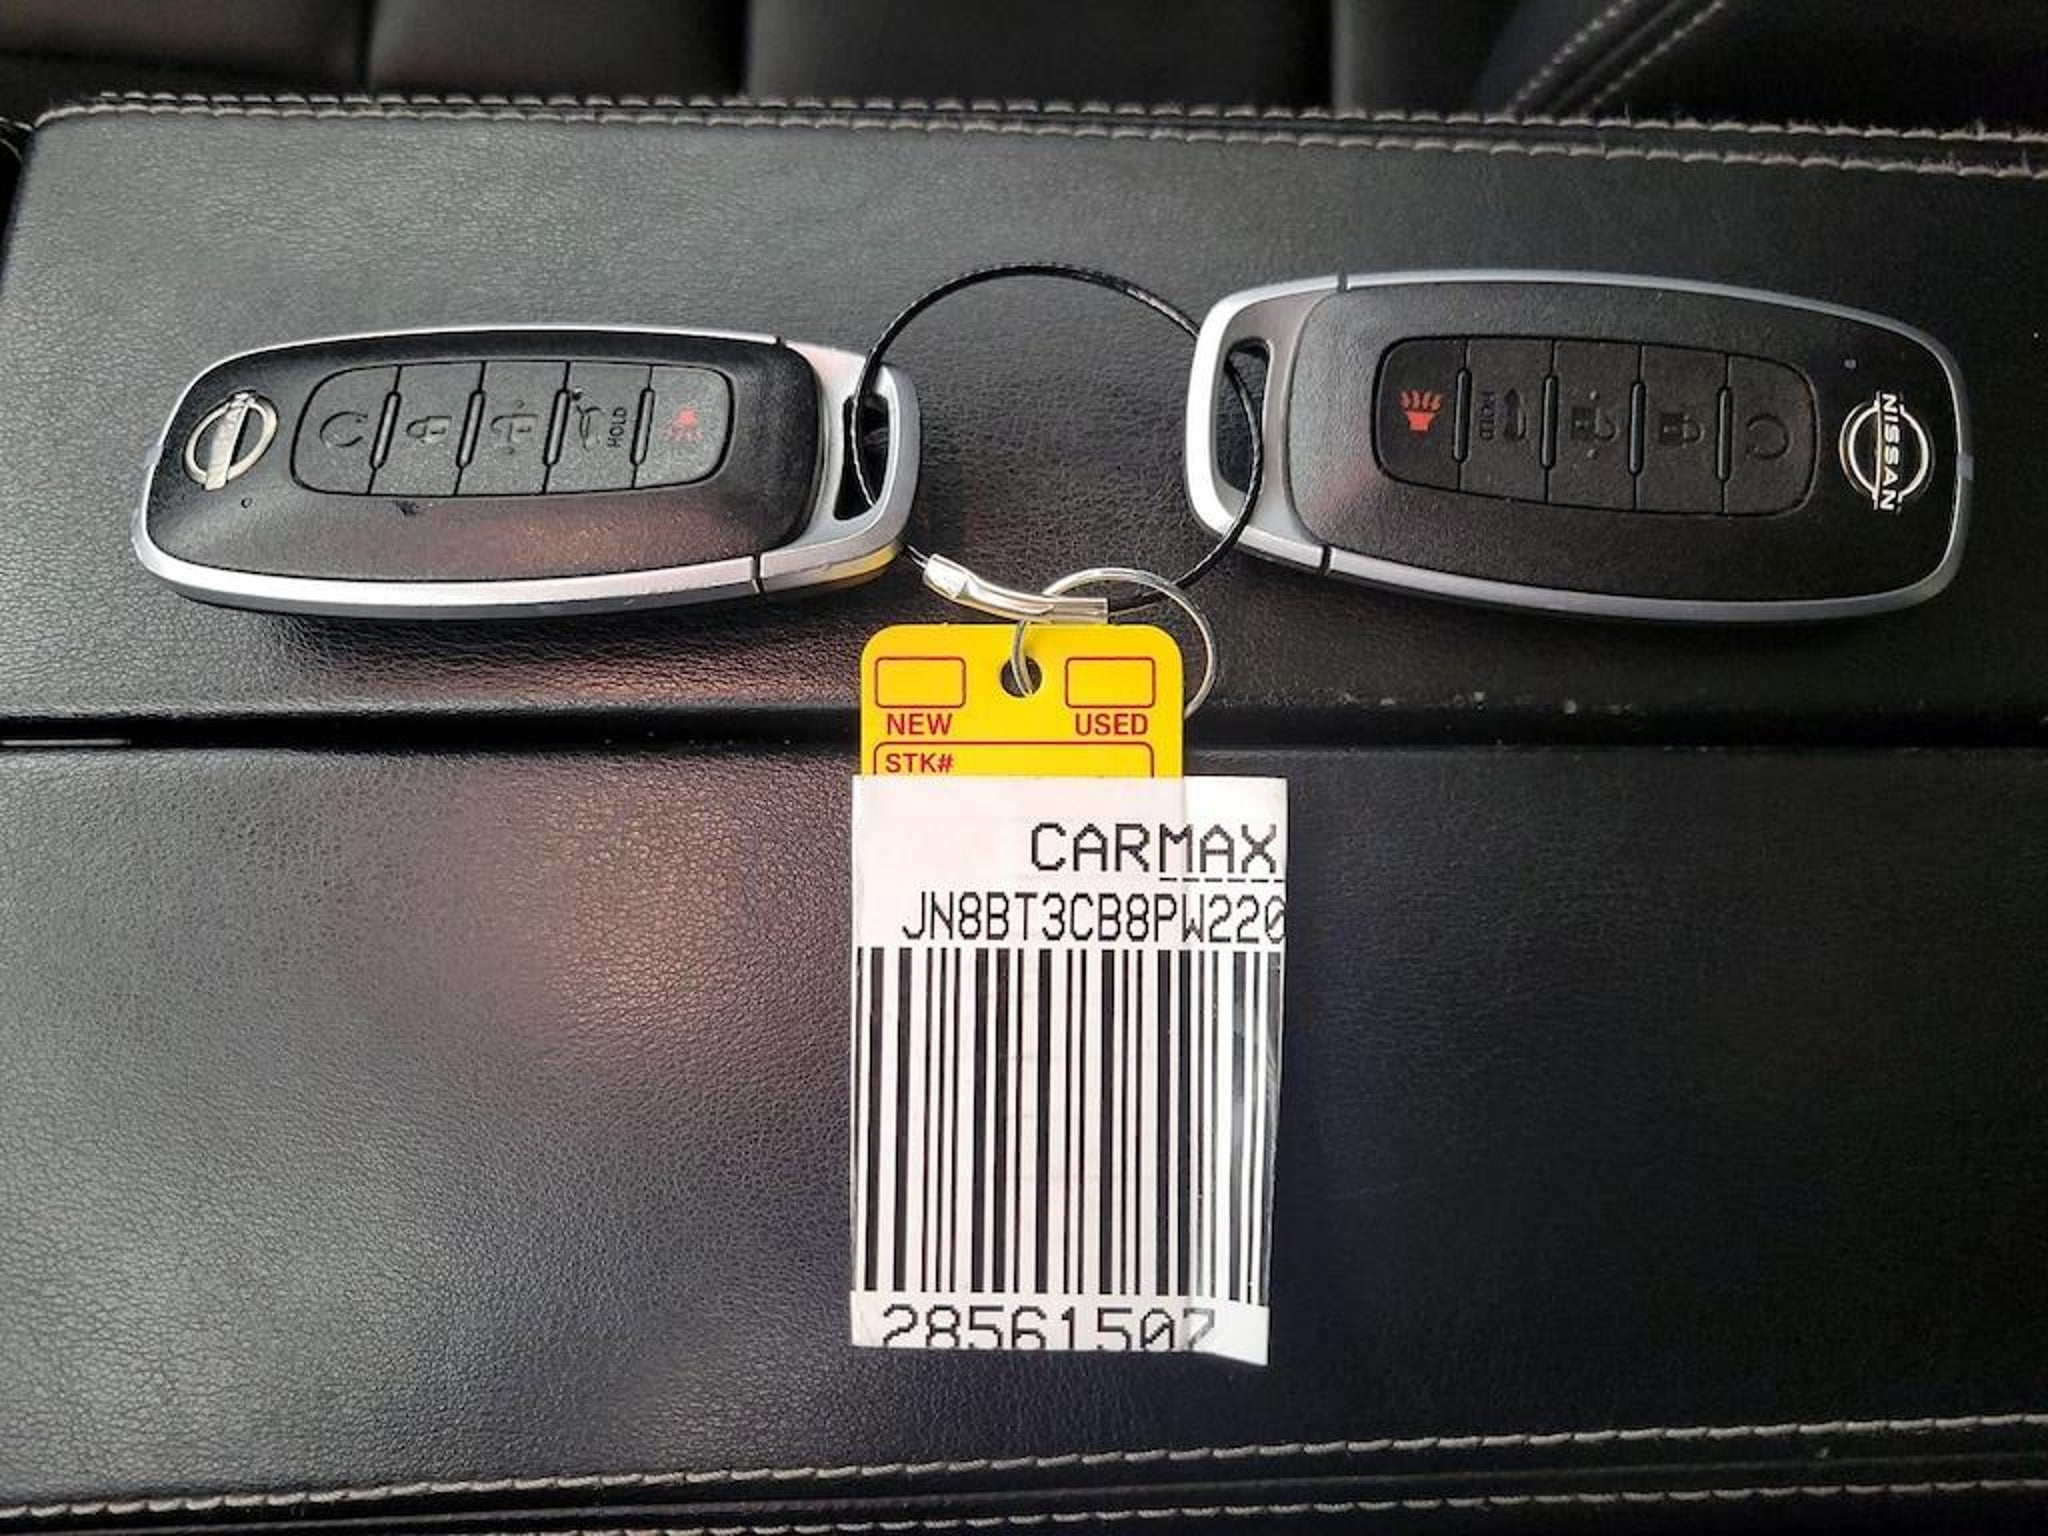 HOLD
HOLD
NISSAN
NEW USED
STK#
CARMAX
JN8BT3CB8PW220
28561507